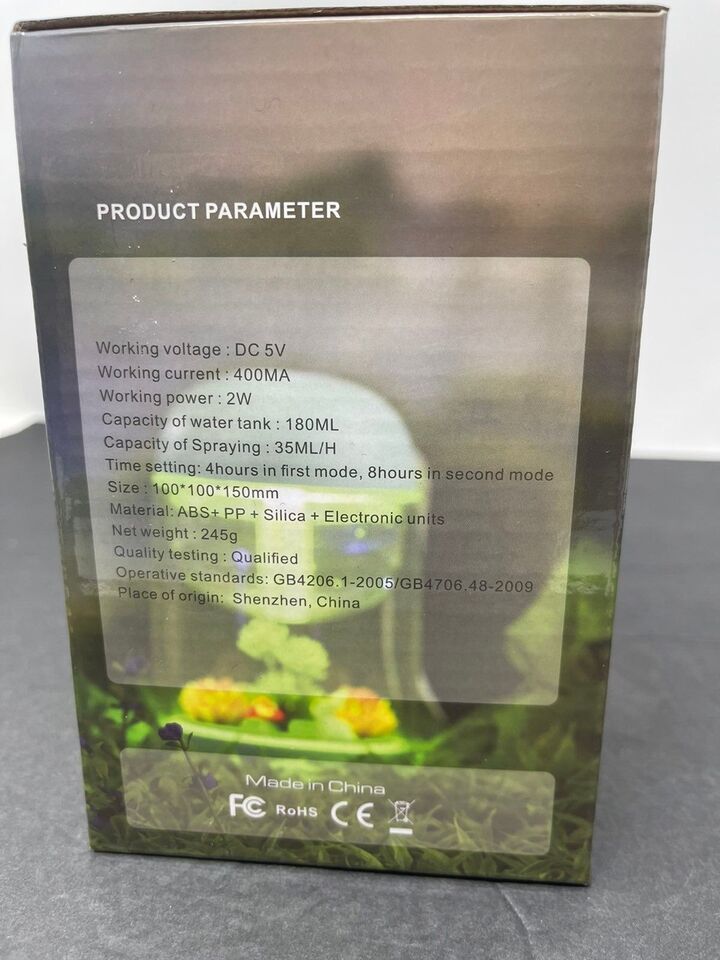 PRODUCT PARAMETER
Working voltage : DC 5V
Working current : 400MA
Working power : 2W
Capacity of water tank : 180ML
Capacity of Spraying : 35ML/H
Time setting: 4hours in first mode, 8hours in second mode
Size : 100*100*150mm
Material: ABS+ PP + Silica + Electronic units
Net weight : 245g
Quality testing : Qualified
Operative standards: GB4206.1-2005/GB4706.48-2009
Place of origin: Shenzhen, China
Made in China
FC RoHS CE